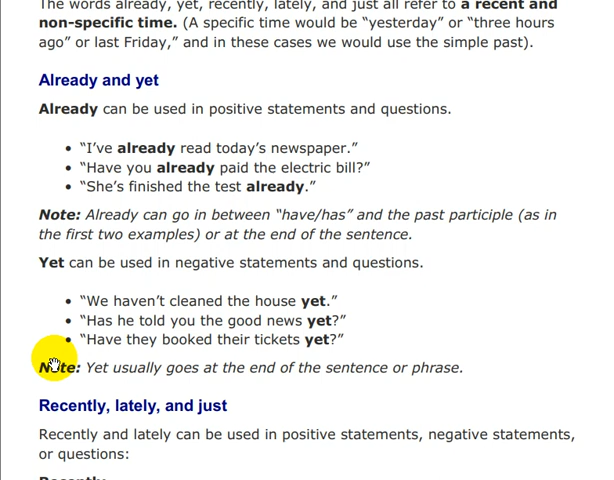 The words already, yet, recently, lately, and just all refer to a recent and
non-specific time. (A specific time would be “yesterday” or “three hours
ago” or last Friday,” and in these cases we would use the simple past).
Already and yet
Already can be used in positive statements and questions.
• “I’ve already read today’s newspaper.”
• “Have you already paid the electric bill?”
• “She’s finished the test already.”
Note: Already can go in between “have/has” and the past participle (as in
the first two examples) or at the end of the sentence.
Yet can be used in negative statements and questions.
• “We haven’t cleaned the house yet.”
• “Has he told you the good news yet?”
• “Have they booked their tickets yet?”
Note: Yet usually goes at the end of the sentence or phrase.
Recently, lately, and just
Recently and lately can be used in positive statements, negative statements,
or questions:
Recently